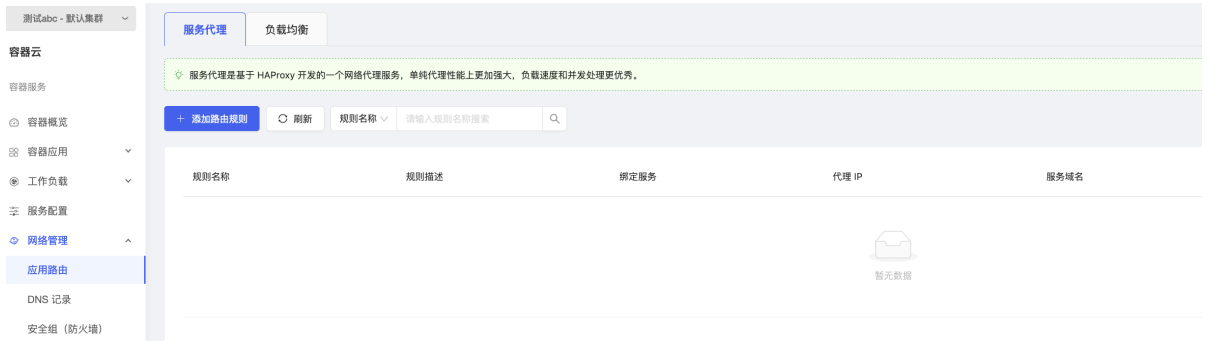 测试abc - 默认集群
容器云
容器服务
容器概览
容器应用
工作负载
服务配置
网络管理
应用路由
DNS 记录
安全组（防火墙）
服务代理 负载均衡
服务代理是基于 HAProxy 开发的一个网络代理服务，单纯代理性能上更加强大，负载速度和并发处理更优秀。
+ 添加路由规则 刷新 规则名称 请输入规则名称搜索
规则名称 规则描述 绑定服务 代理 IP 服务域名
暂无数据